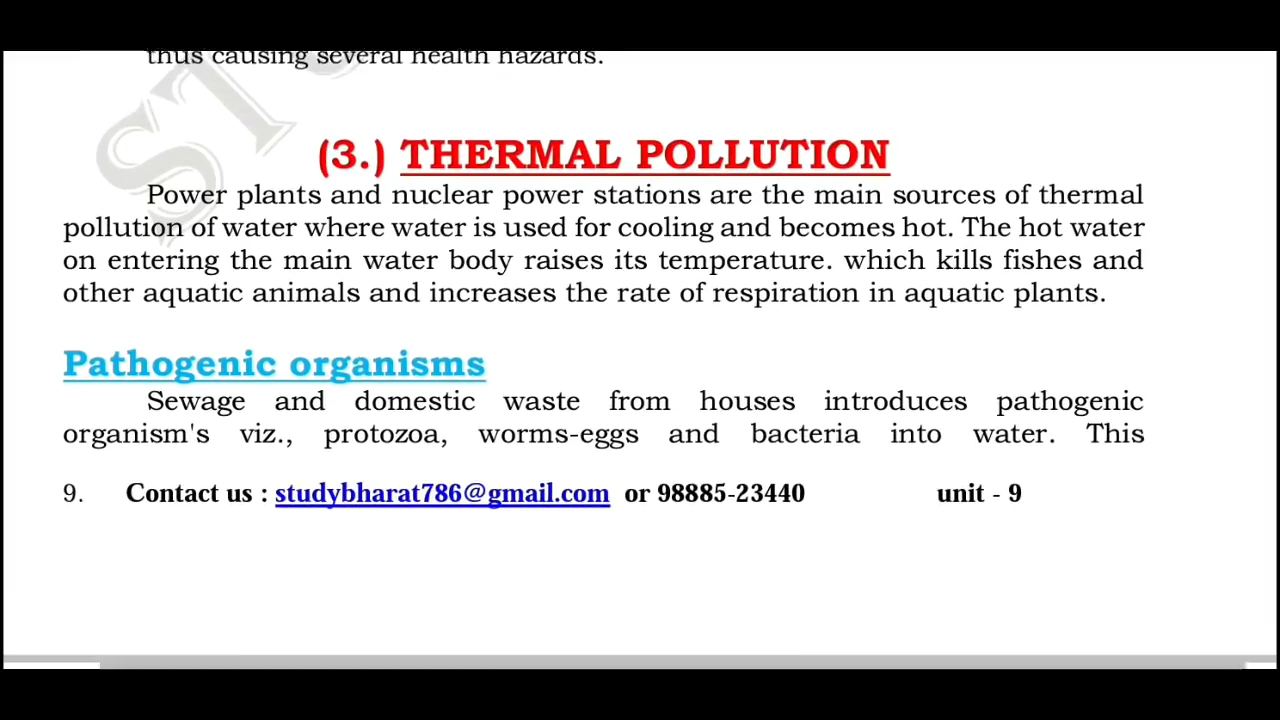 thus causing several health hazards.
(3.) THERMAL POLLUTION
Power plants and nuclear power stations are the main sources of thermal
pollution of water where water is used for cooling and becomes hot. The hot water
on entering the main water body raises its temperature. which kills fishes and
other aquatic animals and increases the rate of respiration in aquatic plants.
Pathogenic organisms
Sewage and domestic waste from houses introduces pathogenic
organism's viz., protozoa, worms-eggs and bacteria into water. This
9. Contact us : studybharat786@gmail.com or 98885-23440 unit - 9